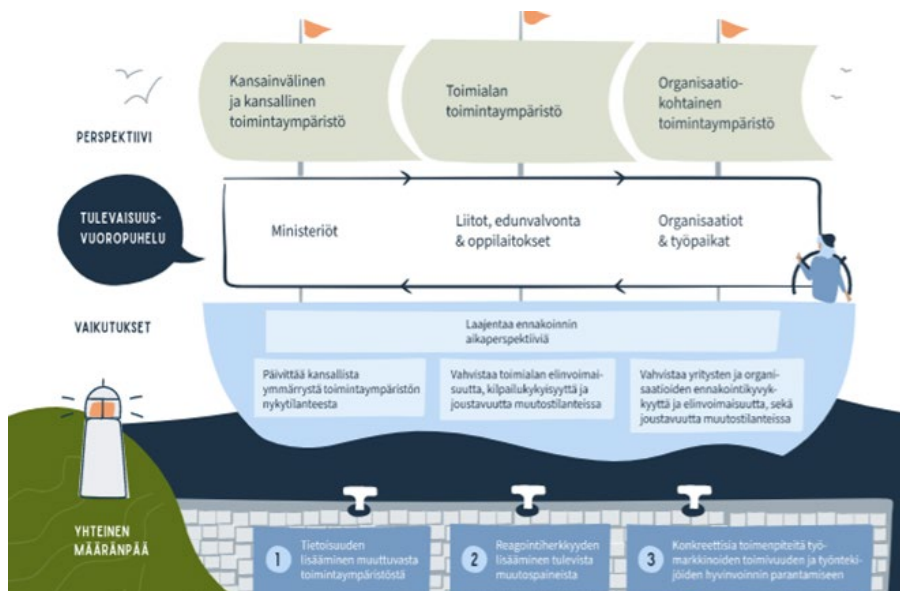 Kansainvälinen
ja kansallinen
toimintaympäristö
Toimialan
toimintaympäristö
Organisaatio-
kohtainen
toimintaympäristö
PERSPEKTIIVI
TULEVAISUUS-
VUOROPUHELU
Ministeriöt
Liitot, edunvalvonta
& oppilaitokset
Organisaatiot
& työpaikat
VAIKUTUKSET
Laajentaa ennakoinnin
aikaperspektiiviä
Päivittää kansallista
ymmärrystä toimintaympäristön
nykytilanteesta
Vahvistaa toimialan elinvoimai-
suutta, kilpailukykyisyyttä ja
joustavuutta muutostilanteissa
Vahvistaa yritysten ja organi-
saatioiden ennakointikyvyk-
kyyttä ja elinvoimaisuutta, sekä
joustavuutta muutostilanteissa
YHTEINEN
MÄÄRÄNPÄÄ
1
Tietoisuuden
lisääminen muuttuvasta
toimintaympäristöstä
2
Reagointiherkkyyden
lisääminen tulevista
muutospaineista
3
Konkreettisia toimenpiteitä työ-
markkinoiden toimivuuden ja työnteki-
jöiden hyvinvoinnin parantamiseen